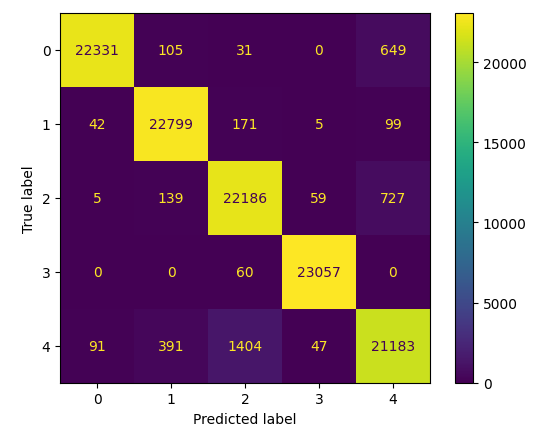 0 22331 105 31 0 649
1 42 22799 171 5 99
2 5 139 22186 59 727
3 0 0 60 23057 0
4 91 391 1404 47 21183
0 1 2 3 4
Predicted label
True label
20000
15000
10000
5000
0